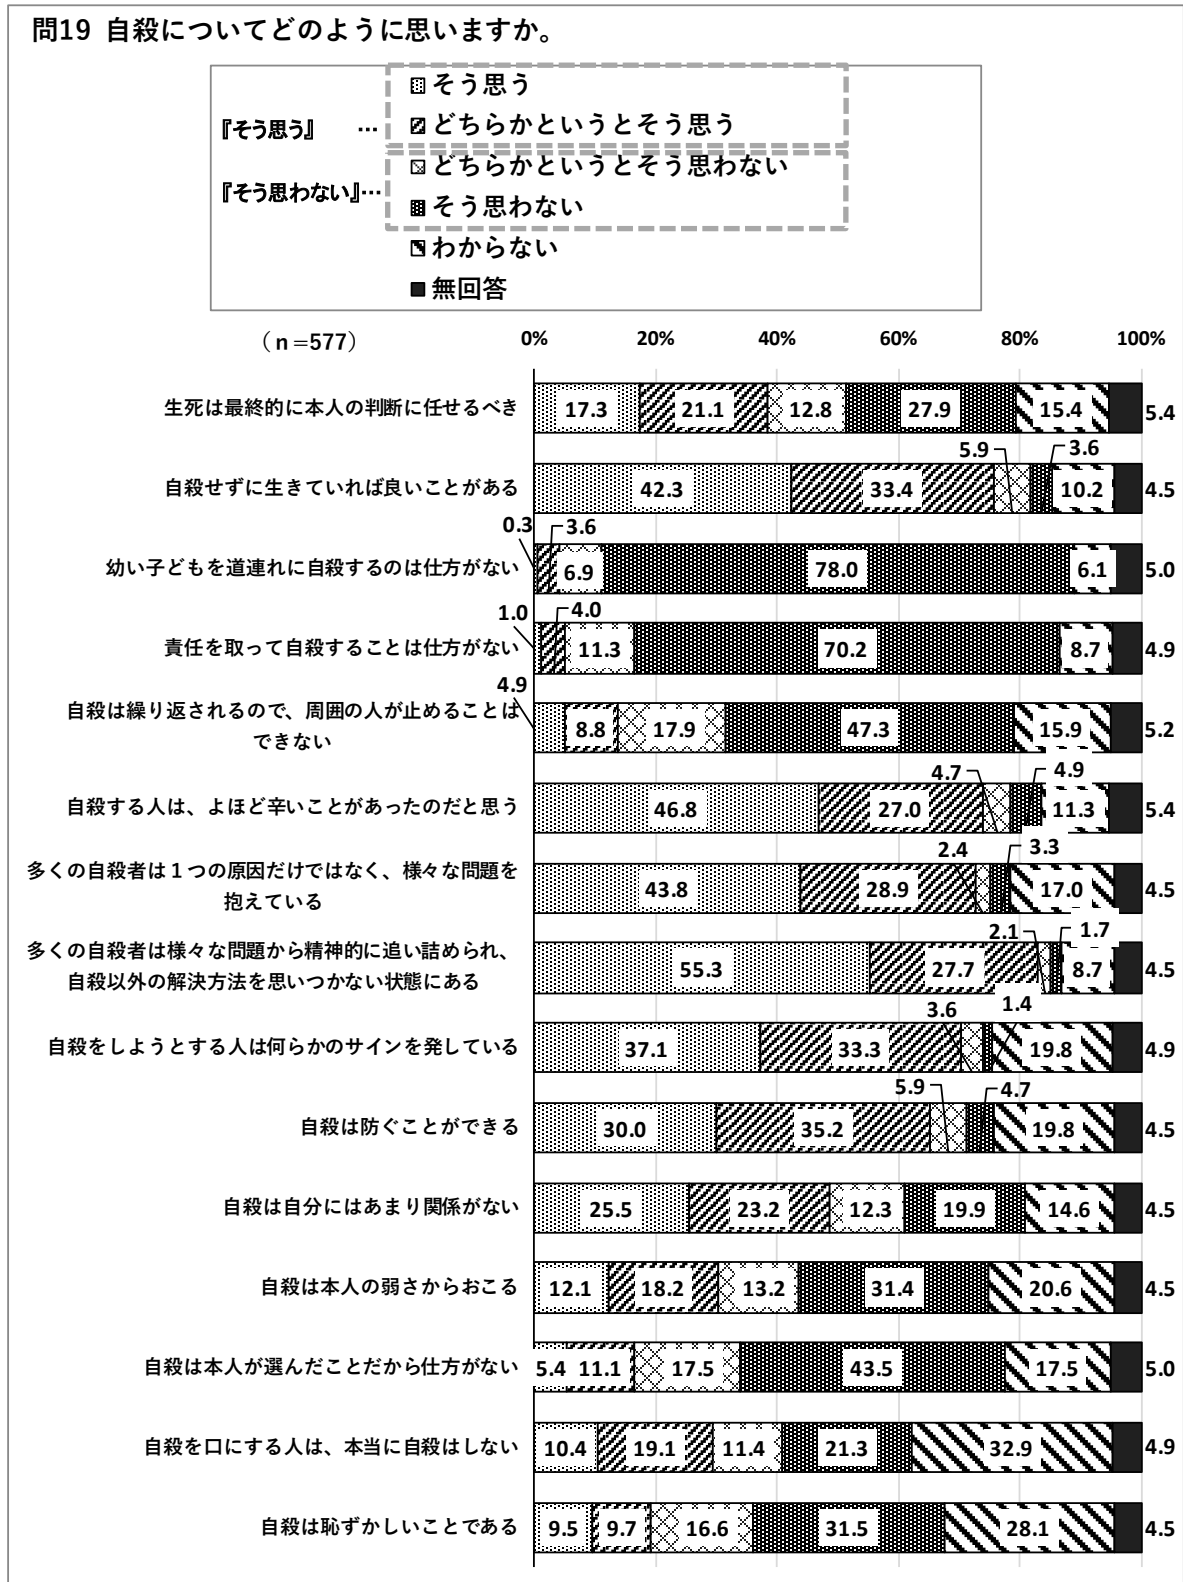 問19 自殺についてどのように思いますか。
そう思う
『そう思う』 … どちらかというとそう思う
どちらかというとそう思わない
『そう思わない』… そう思わない
わからない
無回答
（n=577） 0% 20% 40% 60% 80% 100%
生死は最終的に本人の判断に任せるべき 17.3 21.1 12.8 27.9 15.4 5.4
5.9 3.6
自殺せずに生きていれば良いことがある 42.3 33.4 10.2 4.5
0.3 3.6
幼い子どもを道連れに自殺するのは仕方がない 6.9 78.0 6.1 5.0
1.0 4.0
責任を取って自殺することは仕方がない 11.3 70.2 8.7 4.9
4.9
自殺は繰り返されるので、周囲の人が止めることは
できない 8.8 17.9 47.3 15.9 5.2
4.7 4.9
自殺する人は、よほど辛いことがあったのだと思う 46.8 27.0 11.3 5.4
2.4 3.3
多くの自殺者は１つの原因だけではなく、様々な問題を
抱えている 43.8 28.9 17.0 4.5
2.1 1.7
多くの自殺者は様々な問題から精神的に追い詰められ、
自殺以外の解決方法を思いつかない状態にある 55.3 27.7 8.7 4.5
3.6 1.4
自殺をしようとする人は何らかのサインを発している 37.1 33.3 19.8 4.9
5.9 4.7
自殺は防ぐことができる 30.0 35.2 19.8 4.5
自殺は自分にはあまり関係がない 25.5 23.2 12.3 19.9 14.6 4.5
自殺は本人の弱さからおこる 12.1 18.2 13.2 31.4 20.6 4.5
自殺は本人が選んだことだから仕方がない 5.4 11.1 17.5 43.5 17.5 5.0
自殺を口にする人は、本当に自殺はしない 10.4 19.1 11.4 21.3 32.9 4.9
自殺は恥ずかしいことである 9.5 9.7 16.6 31.5 28.1 4.5